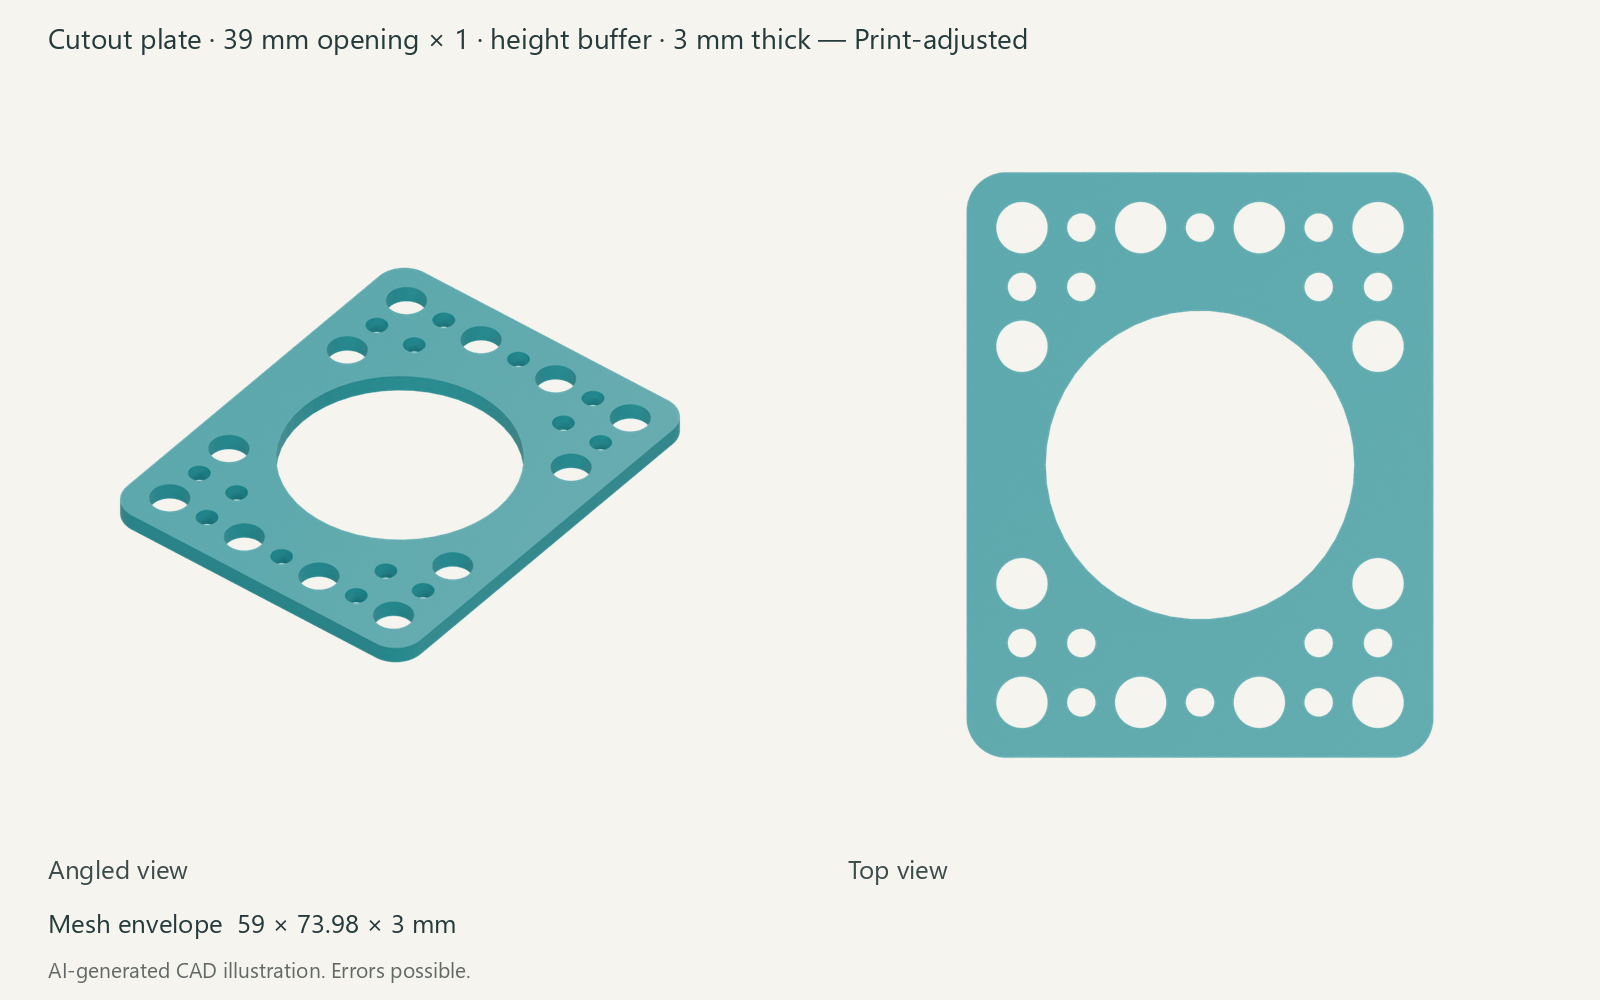 Cutout plate · 39 mm opening × 1 · height buffer · 3 mm thick — Print-adjusted
Angled view
Top view
Mesh envelope 59 × 73.98 × 3 mm
AI-generated CAD illustration. Errors possible.